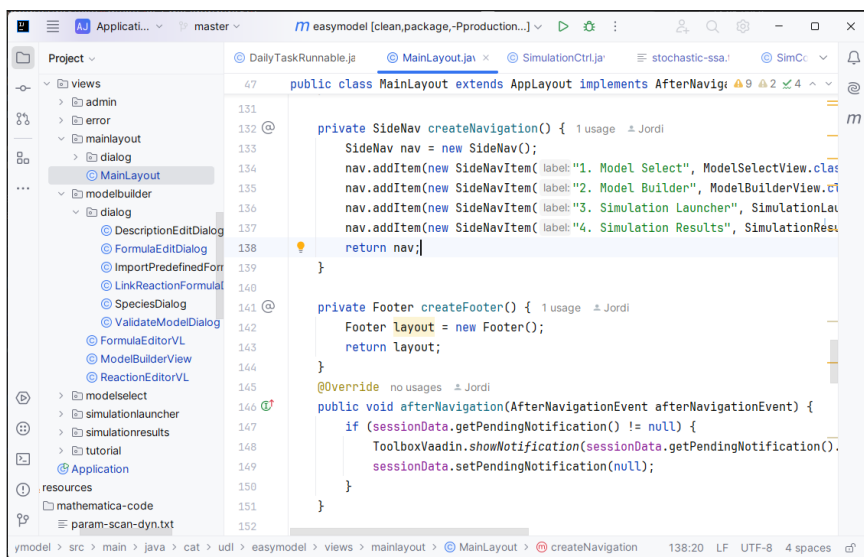 AJ Applicati... master easymodel [clean,package,-Pproduction...]
Project
DailyTaskRunnable.ja MainLayout.jav SimulationCtrl.jav stochastic-ssa.t SimCo
views
admin
error
mainlayout
dialog
MainLayout
modelbuilder
dialog
DescriptionEditDialog
FormulaEditDialog
ImportPredefinedForm
LinkReactionFormulaD
SpeciesDialog
ValidateModelDialog
FormulaEditorVL
ModelBuilderView
ReactionEditorVL
modelselect
simulationlauncher
simulationresults
tutorial
Application
resources
mathematica-code
param-scan-dyn.txt
47 public class MainLayout extends AppLayout implements AfterNaviga 9 2 4
131
132 private SideNav createNavigation() { 1 usage Jordi
133 SideNav nav = new SideNav();
134 nav.addItem(new SideNavItem( label: "1. Model Select", ModelSelectView.clas
135 nav.addItem(new SideNavItem( label: "2. Model Builder", ModelBuilderView.cl
136 nav.addItem(new SideNavItem( label: "3. Simulation Launcher", SimulationLau
137 nav.addItem(new SideNavItem( label: "4. Simulation Results", SimulationResu
138 return nav;
139 }
140
141 private Footer createFooter() { 1 usage Jordi
142 Footer layout = new Footer();
143 return layout;
144 }
145 @Override no usages Jordi
146 public void afterNavigation(AfterNavigationEvent afterNavigationEvent) {
147 if (sessionData.getPendingNotification() != null) {
148 ToolboxVaadin.showNotification(sessionData.getPendingNotification().
149 sessionData.setPendingNotification(null);
150 }
151 }
152
ymodel > src > main > java > cat > udl > easymodel > views > mainlayout > MainLayout > createNavigation 138:20 LF UTF-8 4 spaces